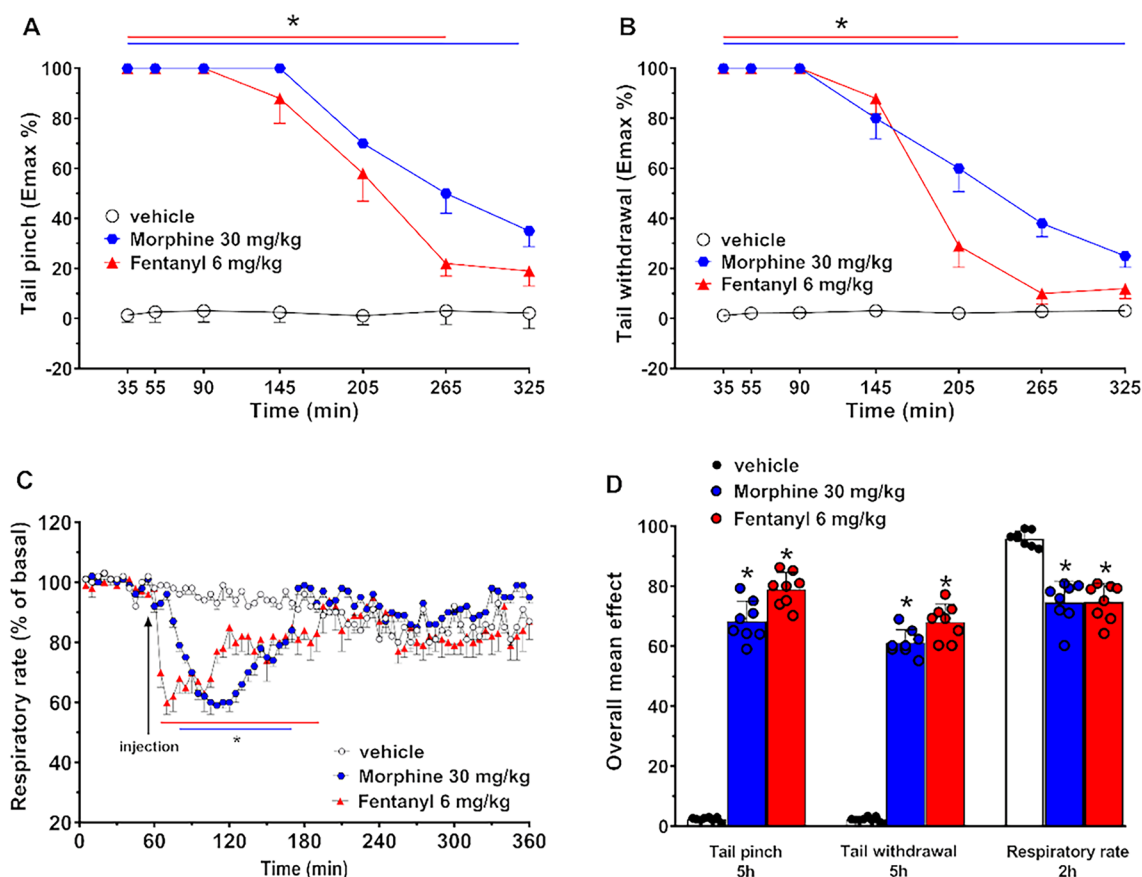 A
*
Tail pinch (Emax %)
100
80
60
40
20
0
-20
vehicle
Morphine 30 mg/kg
Fentanyl 6 mg/kg
35 55 90 145 205 265 325
Time (min)
B
*
Tail withdrawal (Emax %)
100
80
60
40
20
0
-20
vehicle
Morphine 30 mg/kg
Fentanyl 6 mg/kg
35 55 90 145 205 265 325
Time (min)
C
Respiratory rate (% of basal)
120
100
80
60
40
20
injection
*
vehicle
Morphine 30 mg/kg
Fentanyl 6 mg/kg
0 60 120 180 240 300 360
Time (min)
D
vehicle
Morphine 30 mg/kg
Fentanyl 6 mg/kg
Overall mean effect
100
80
60
40
20
0
* * * * * *
Tail pinch
5h
Tail withdrawal
5h
Respiratory rate
2h